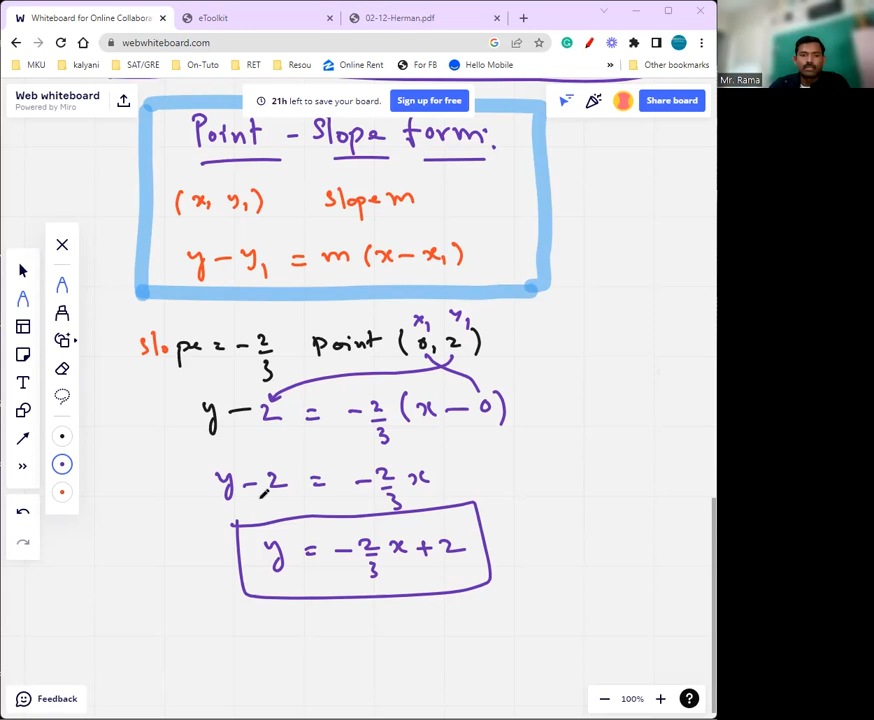 Whiteboard for Online Collabora
eToolkit
02-12-Herman.pdf
webwhiteboard.com
MKU
kalyani
SAT/GRE
On-Tuto
RET
Resou
Online Rent
For FB
Hello Mobile
»
Other bookmarks
Mr. Rama
Web whiteboard
Powered by Miro
21h left to save your board.
Sign up for free
Share board
Point - Slope form:
(x₁ y₁) slope m
y - y₁ = m (x - x₁)
x₁ y₁
slope = -2/3 point (0, 2)
y - 2 = -2/3 (x - 0)
y - 2 = -2/3 x
y = -2/3 x + 2
Feedback
100%